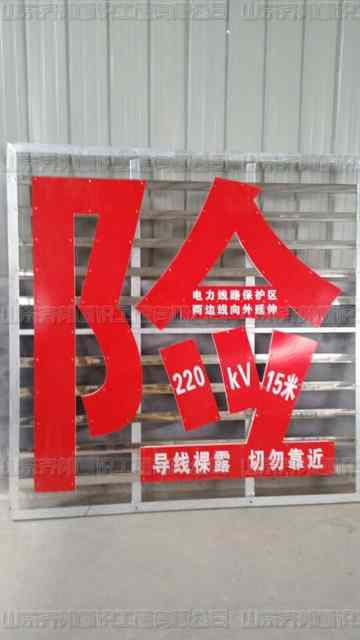 险
电力线路保护区
两边线向外延伸
220 kV 15米
导线裸露 切勿靠近